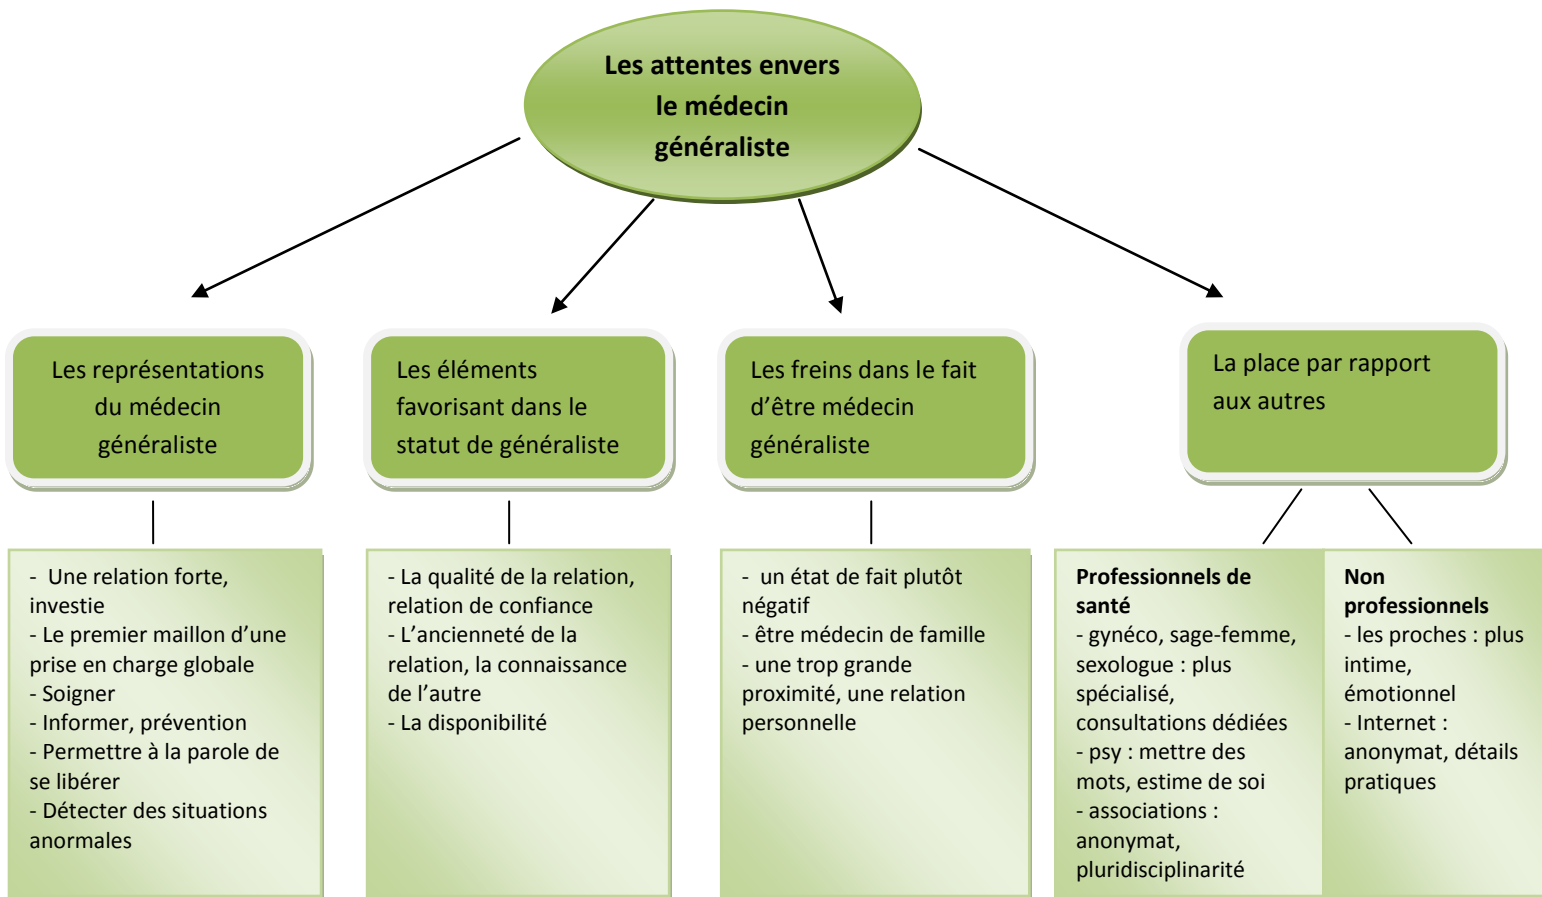 Les attentes envers
le médecin
généraliste
Les représentations
du médecin
généraliste
Les éléments
favorisant dans le
statut de généraliste
Les freins dans le fait
d'être médecin
généraliste
La place par rapport
aux autres
- Une relation forte,
investie
- Le premier maillon d'une
prise en charge globale
- Soigner
- Informer, prévention
- Permettre à la parole de
se libérer
- Détecter des situations
anormales
- La qualité de la relation,
relation de confiance
- L'ancienneté de la
relation, la connaissance
de l'autre
- La disponibilité
- un état de fait plutôt
négatif
- être médecin de famille
- une trop grande
proximité, une relation
personnelle
Professionnels de
santé
- gynéco, sage-femme,
sexologue : plus
spécialisé,
consultations dédiées
- psy : mettre des
mots, estime de soi
- associations :
anonymat,
pluridisciplinarité
Non
professionnels
- les proches : plus
intime,
émotionnel
- Internet :
anonymat, détails
pratiques